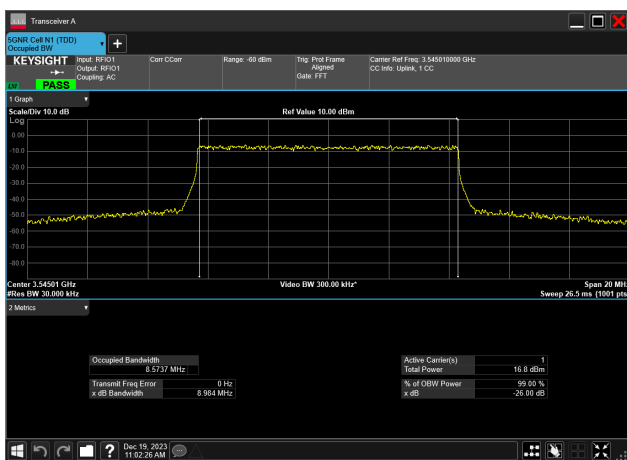 Transceiver A
5GNR Cell N1 (TDD)
Occupied BW
+
KEYSIGHT
Input: RFIO1
Output: RFIO1
Coupling: AC
Corr CCorr
Range: -60 dBm
Trig: Prot Frame
Aligned
Gate: FFT
Carrier Ref Freq: 3.545010000 GHz
CC Info: Uplink, 1 CC
PASS
1 Graph
Scale/Div 10.0 dB
Ref Value 10.00 dBm
Log
0.00
-10.0
-20.0
-30.0
-40.0
-50.0
-60.0
-70.0
-80.0
Center 3.54501 GHz
Video BW 300.00 kHz*
Span 20 MH
#Res BW 30.000 kHz
Sweep 26.5 ms (1001 pts
2 Metrics
Occupied Bandwidth
8.5737 MHz
Active Carrier(s) 1
Total Power 16.8 dBm
Transmit Freq Error 0 Hz
x dB Bandwidth 8.984 MHz
% of OBW Power 99.00 %
x dB -26.00 dB
?
Dec 19, 2023
11:02:26 AM